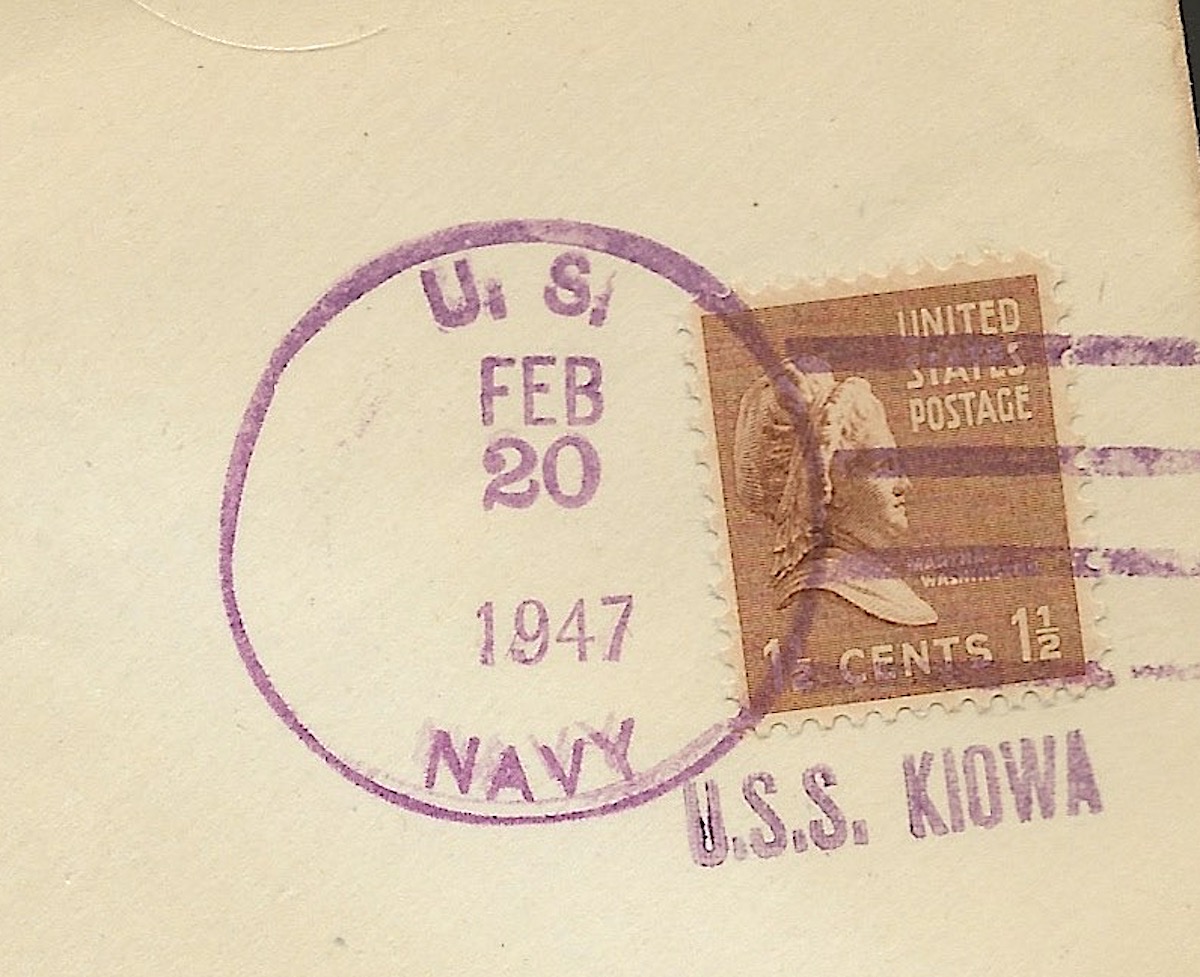 U. S.
FEB
20
1947
NAVY
UNITED
STATES
POSTAGE
MARTHA
WASHINGTON
1½ CENTS 1½
U.S.S. KIOWA